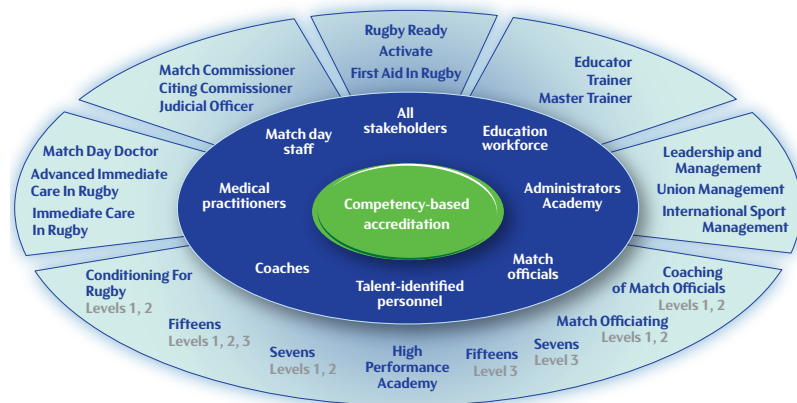 Rugby Ready
Activate
First Aid In Rugby
Match Commissioner
Citing Commissioner
Judicial Officer
Educator
Trainer
Master Trainer
All
stakeholders
Match day
staff
Education
workforce
Match Day Doctor
Advanced Immediate
Care In Rugby
Immediate Care
In Rugby
Medical
practitioners
Competency-based
accreditation
Administrators
Academy
Leadership and
Management
Union Management
International Sport
Management
Coaches
Talent-identified
personnel
Match
officials
Conditioning For
Rugby
Levels 1, 2
Fifteens
Levels 1, 2, 3
Sevens
Levels 1, 2
High
Performance
Academy
Fifteens
Level 3
Sevens
Level 3
Match Officiating
Levels 1, 2
Coaching
of Match Officials
Levels 1, 2